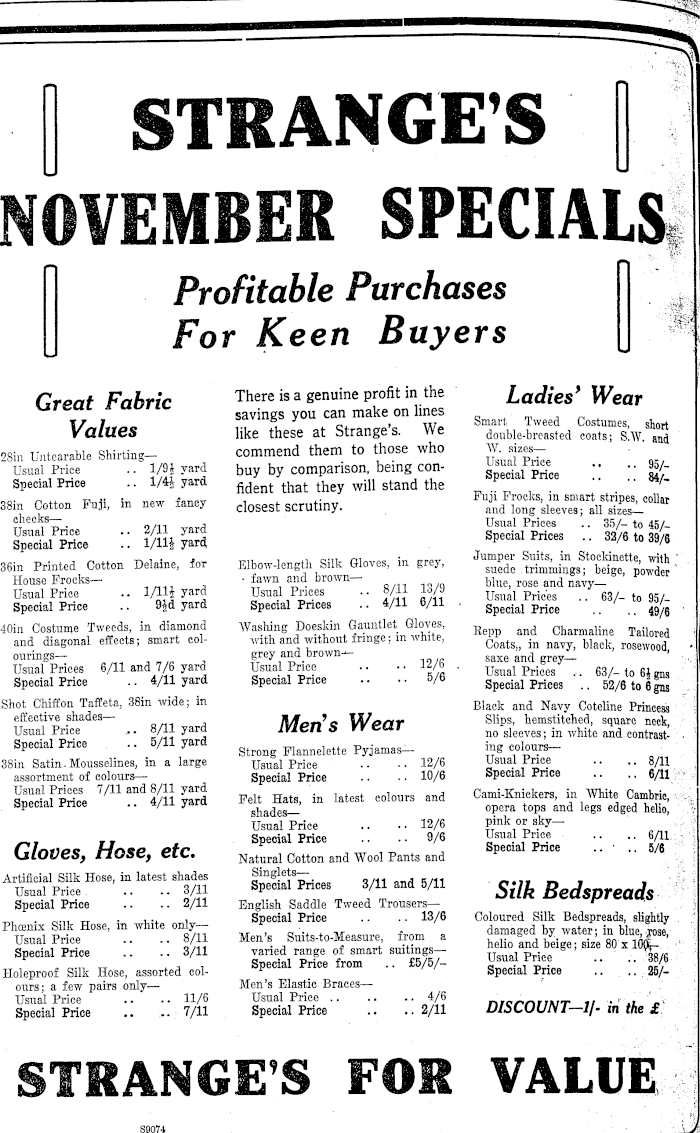 STRANGE'S
NOVEMBER SPECIALS
Profitable Purchases
For Keen Buyers
Great Fabric
Values
28in Untearable Shirting—
Usual Price .. 1/9½ yard
Special Price .. 1/4½ yard
38in Cotton Fuji, in new fancy
checks—
Usual Price .. 2/11 yard
Special Price .. 1/11½ yard
36in Printed Cotton Delaine, for
House Frocks—
Usual Price .. 1/11½ yard
Special Price .. 9½d yard
40in Costume Tweeds, in diamond
and diagonal effects; smart col-
ourings—
Usual Prices 6/11 and 7/6 yard
Special Price .. 4/11 yard
Shot Chiffon Taffeta, 38in wide; in
effective shades—
Usual Price .. 8/11 yard
Special Price .. 5/11 yard
38in Satin Mousselines, in a large
assortment of colours—
Usual Prices 7/11 and 8/11 yard
Special Price .. 4/11 yard
Gloves, Hose, etc.
Artificial Silk Hose, in latest shades
Usual Price .. .. 3/11
Special Price .. .. 2/11
Phœnix Silk Hose, in white only—
Usual Price .. .. 8/11
Special Price .. .. 3/11
Holeproof Silk Hose, assorted col-
ours; a few pairs only—
Usual Price .. .. 11/6
Special Price .. .. 7/11
There is a genuine profit in the
savings you can make on lines
like these at Strange's. We
commend them to those who
buy by comparison, being con-
fident that they will stand the
closest scrutiny.
Elbow-length Silk Gloves, in grey,
fawn and brown—
Usual Prices .. 8/11 13/9
Special Prices .. 4/11 6/11
Washing Doeskin Gauntlet Gloves,
with and without fringe; in white,
grey and brown—
Usual Price .. .. 12/6
Special Price .. .. 5/6
Men's Wear
Strong Flannelette Pyjamas—
Usual Price .. .. 12/6
Special Price .. .. 10/6
Felt Hats, in latest colours and
shades—
Usual Price .. .. 12/6
Special Price .. .. 9/6
Natural Cotton and Wool Pants and
Singlets—
Special Prices 3/11 and 5/11
English Saddle Tweed Trousers—
Special Price .. .. 13/6
Men's Suits-to-Measure, from a
varied range of smart suitings—
Special Price from .. £5/5/-
Men's Elastic Braces—
Usual Price .. .. .. 4/6
Special Price .. .. 2/11
Ladies' Wear
Smart Tweed Costumes, short
double-breasted coats; S.W. and
W. sizes—
Usual Price .. .. 95/-
Special Price .. .. 84/-
Fuji Frocks, in smart stripes, collar
and long sleeves; all sizes—
Usual Prices .. 35/- to 45/-
Special Prices .. 32/6 to 39/6
Jumper Suits, in Stockinette, with
suede trimmings; beige, powder
blue, rose and navy—
Usual Prices .. 63/- to 95/-
Special Price .. .. 49/6
Repp and Charmaline Tailored
Coats,, in navy, black, rosewood,
saxe and grey—
Usual Prices .. 63/- to 6½ gns
Special Prices .. 52/6 to 6 gns
Black and Navy Coteline Princess
Slips, hemstitched, square neck,
no sleeves; in white and contrast-
ing colours—
Usual Price .. .. 8/11
Special Price .. .. 6/11
Cami-Knickers, in White Cambric,
opera tops and legs edged helio,
pink or sky—
Usual Price .. .. 6/11
Special Price .. .. 5/6
Silk Bedspreads
Coloured Silk Bedspreads, slightly
damaged by water; in blue, rose,
helio and beige; size 80 x 100—
Usual Price .. .. 38/6
Special Price .. .. 25/-
DISCOUNT—1/- in the £
STRANGE'S FOR VALUE
S9074